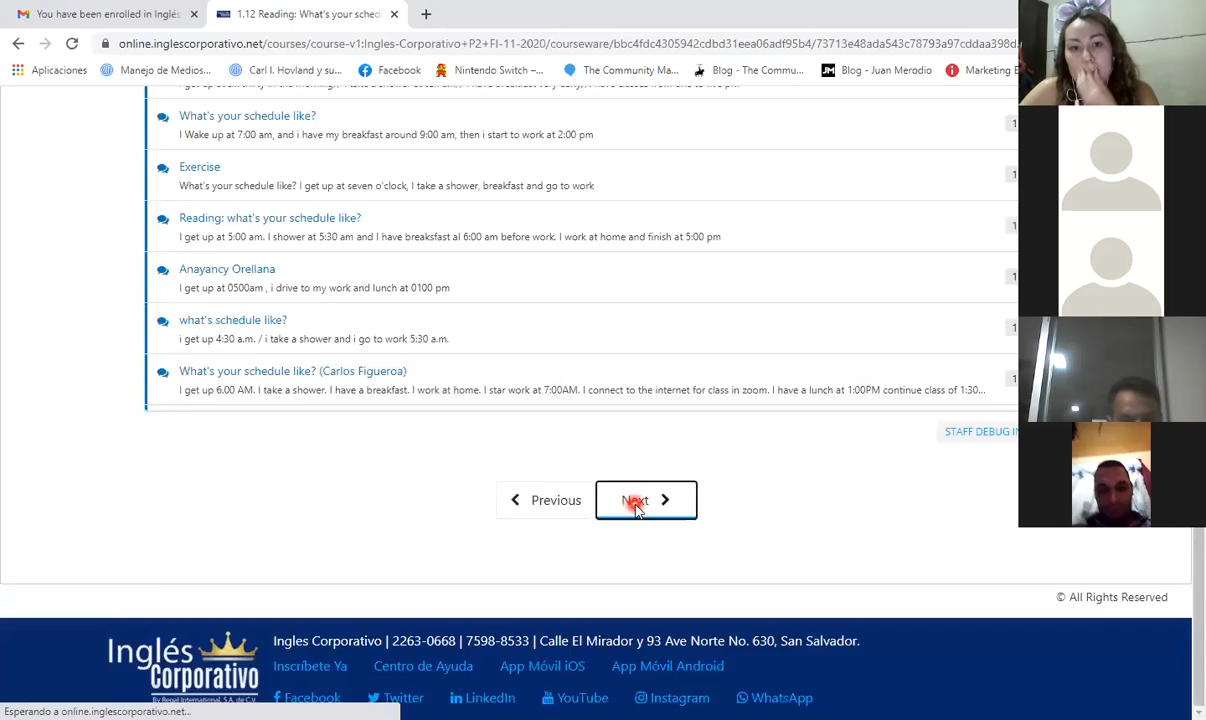 You have been enrolled in Inglés
1.12 Reading: What's your sched
online.inglescorporativo.net/courses/course-v1:Ingles-Corporativo+P2+FI-11-2020/courseware/bbc4fdc4305942cdbd31eea06adf95b4/73713e48ada543c78793a97cddaa398d
Aplicaciones
Manejo de Medios...
Carl I. Hovland y su...
Facebook
Nintendo Switch –...
The Community Ma...
Blog - The Commu...
Blog - Juan Merodio
Marketing E
What's your schedule like?
I Wake up at 7:00 am, and i have my breakfast around 9:00 am, then i start to work at 2:00 pm
Exercise
What's your schedule like? I get up at seven o'clock, I take a shower, breakfast and go to work
Reading: what's your schedule like?
I get up at 5:00 am. I shower at 5:30 am and I have breaksfast al 6:00 am before work. I work at home and finish at 5:00 pm
Anayancy Orellana
I get up at 0500am , i drive to my work and lunch at 0100 pm
what's schedule like?
i get up 4:30 a.m. / i take a shower and i go to work 5:30 a.m.
What's your schedule like? (Carlos Figueroa)
I get up 6.00 AM. I take a shower. I have a breakfast. I work at home. I star work at 7:00AM. I connect to the internet for class in zoom. I have a lunch at 1:00PM continue class of 1:30...
STAFF DEBUG IN
Previous
Next
© All Rights Reserved
Inglés Corporativo
By Regal International, S.A. de C.V.
Ingles Corporativo | 2263-0668 | 7598-8533 | Calle El Mirador y 93 Ave Norte No. 630, San Salvador.
Inscríbete Ya
Centro de Ayuda
App Móvil iOS
App Móvil Android
Facebook
Twitter
LinkedIn
YouTube
Instagram
WhatsApp
Esperando a online.inglescorporativo.net...